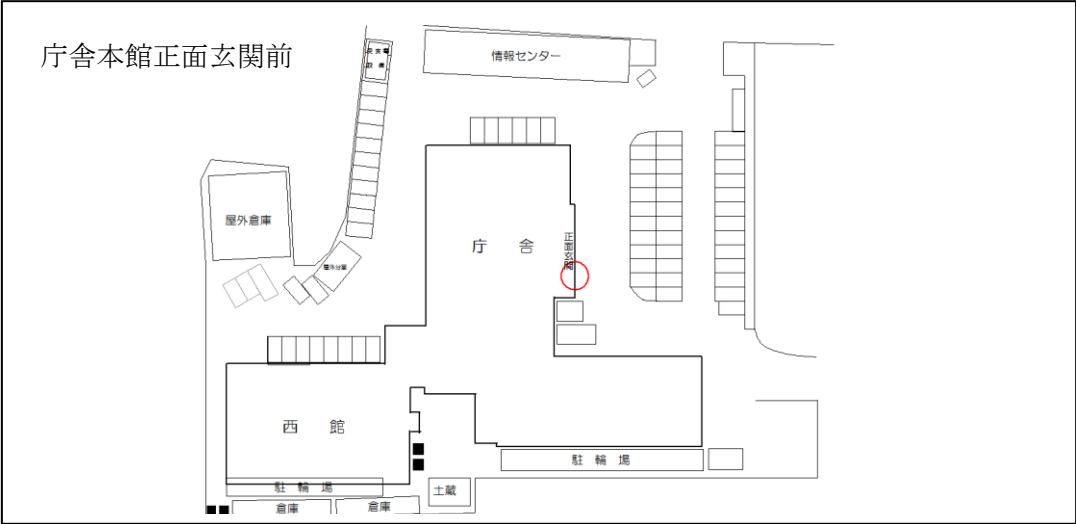 庁舎本館正面玄関前
情報センター
屋外倉庫
庁 舎
正面玄関
西 館
駐 輪 場
駐 輪 場
土蔵
倉庫
倉庫